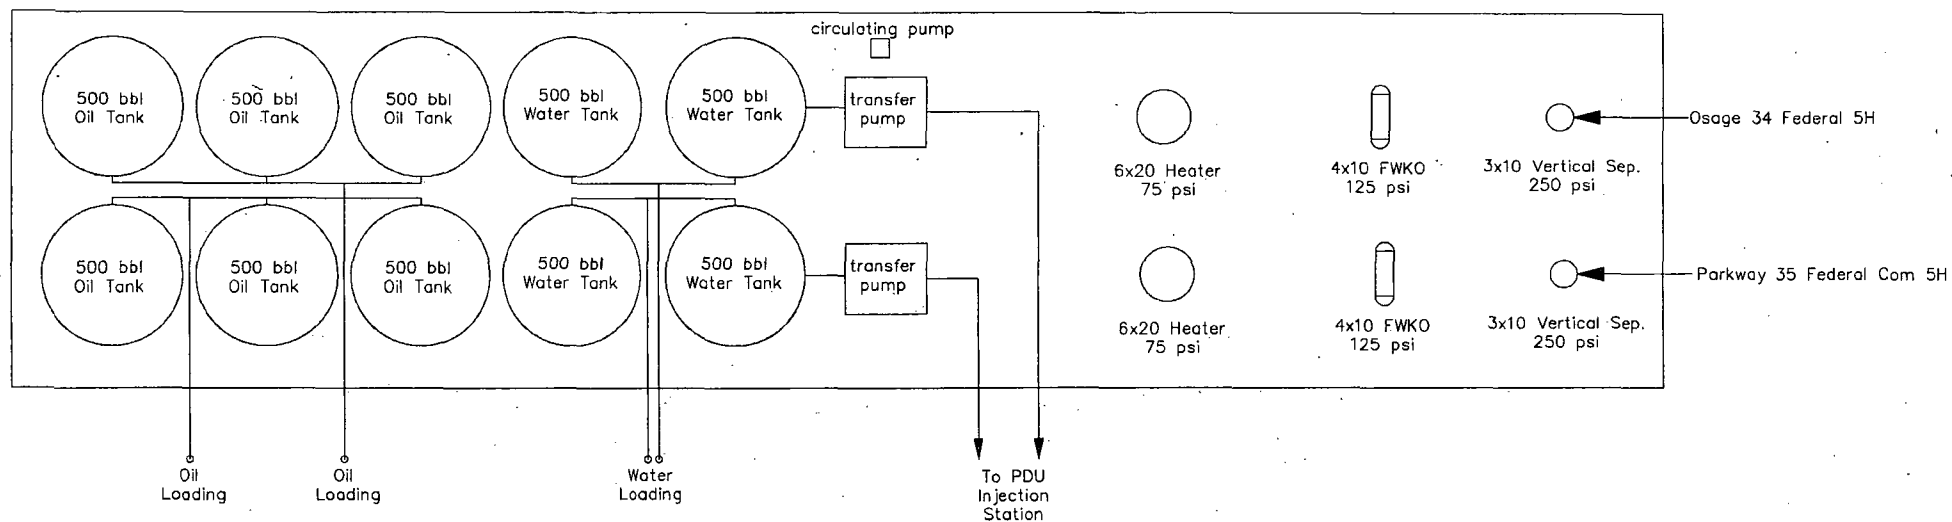 circulating pump
500 bbl
Oil Tank
500 bbl
Oil Tank
500 bbl
Oil Tank
500 bbl
Water Tank
500 bbl
Water Tank
transfer
pump
Osage 34 Federal 5H
6x20 Heater
75 psi
4x10 FWKO
125 psi
3x10 Vertical Sep.
250 psi
500 bbl
Oil Tank
500 bbl
Oil Tank
500 bbl
Oil Tank
500 bbl
Water Tank
500 bbl
Water Tank
transfer
pump
Parkway 35 Federal Com 5H
6x20 Heater
75 psi
4x10 FWKO
125 psi
3x10 Vertical Sep.
250 psi
Oil
Loading
Oil
Loading
Water
Loading
To PDU
Injection
Station